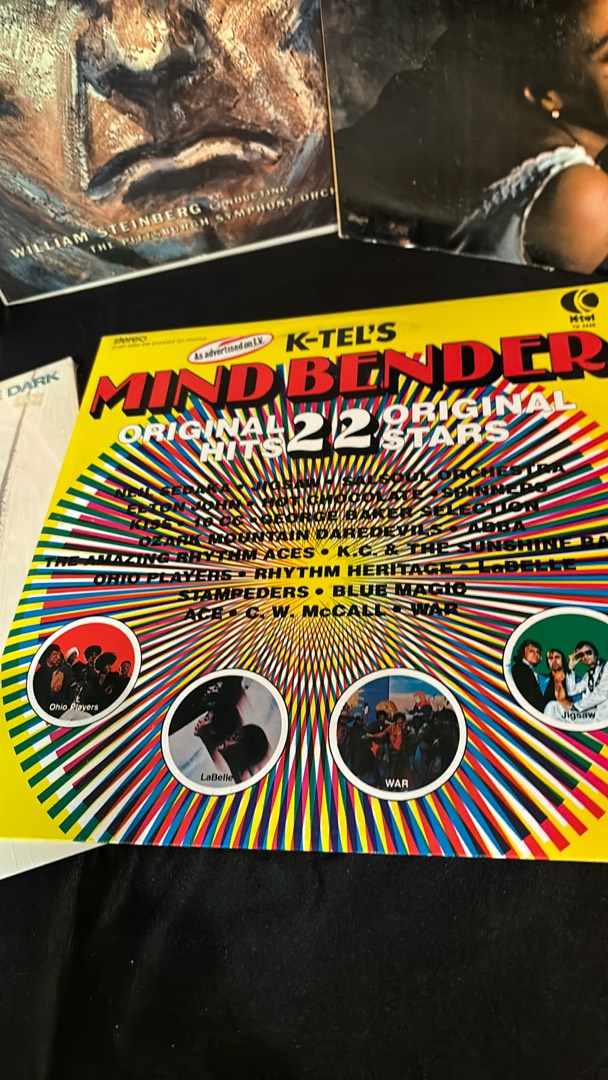 WILLIAM STEINBERG CONDUCTING
THE PITTSBURGH SYMPHONY ORCH
E DARK
stereo
As advertised on T.V.
K-TEL'S
K-tel
MIND BENDER
ORIGINAL HITS 22 ORIGINAL STARS
NEIL SEDAKA • JIGSAW • SALSOUL ORCHESTRA
ELTON JOHN • HOT CHOCOLATE • SPINNERS
KISS • 10 CC • GEORGE BAKER SELECTION
OZARK MOUNTAIN DAREDEVILS • ABBA
THE AMAZING RHYTHM ACES • K.C. & THE SUNSHINE BA
OHIO PLAYERS • RHYTHM HERITAGE • LaBELLE
STAMPEDERS • BLUE MAGIC
ACE • C. W. McCALL • WAR
Ohio Players
LaBelle
WAR
Jigsaw